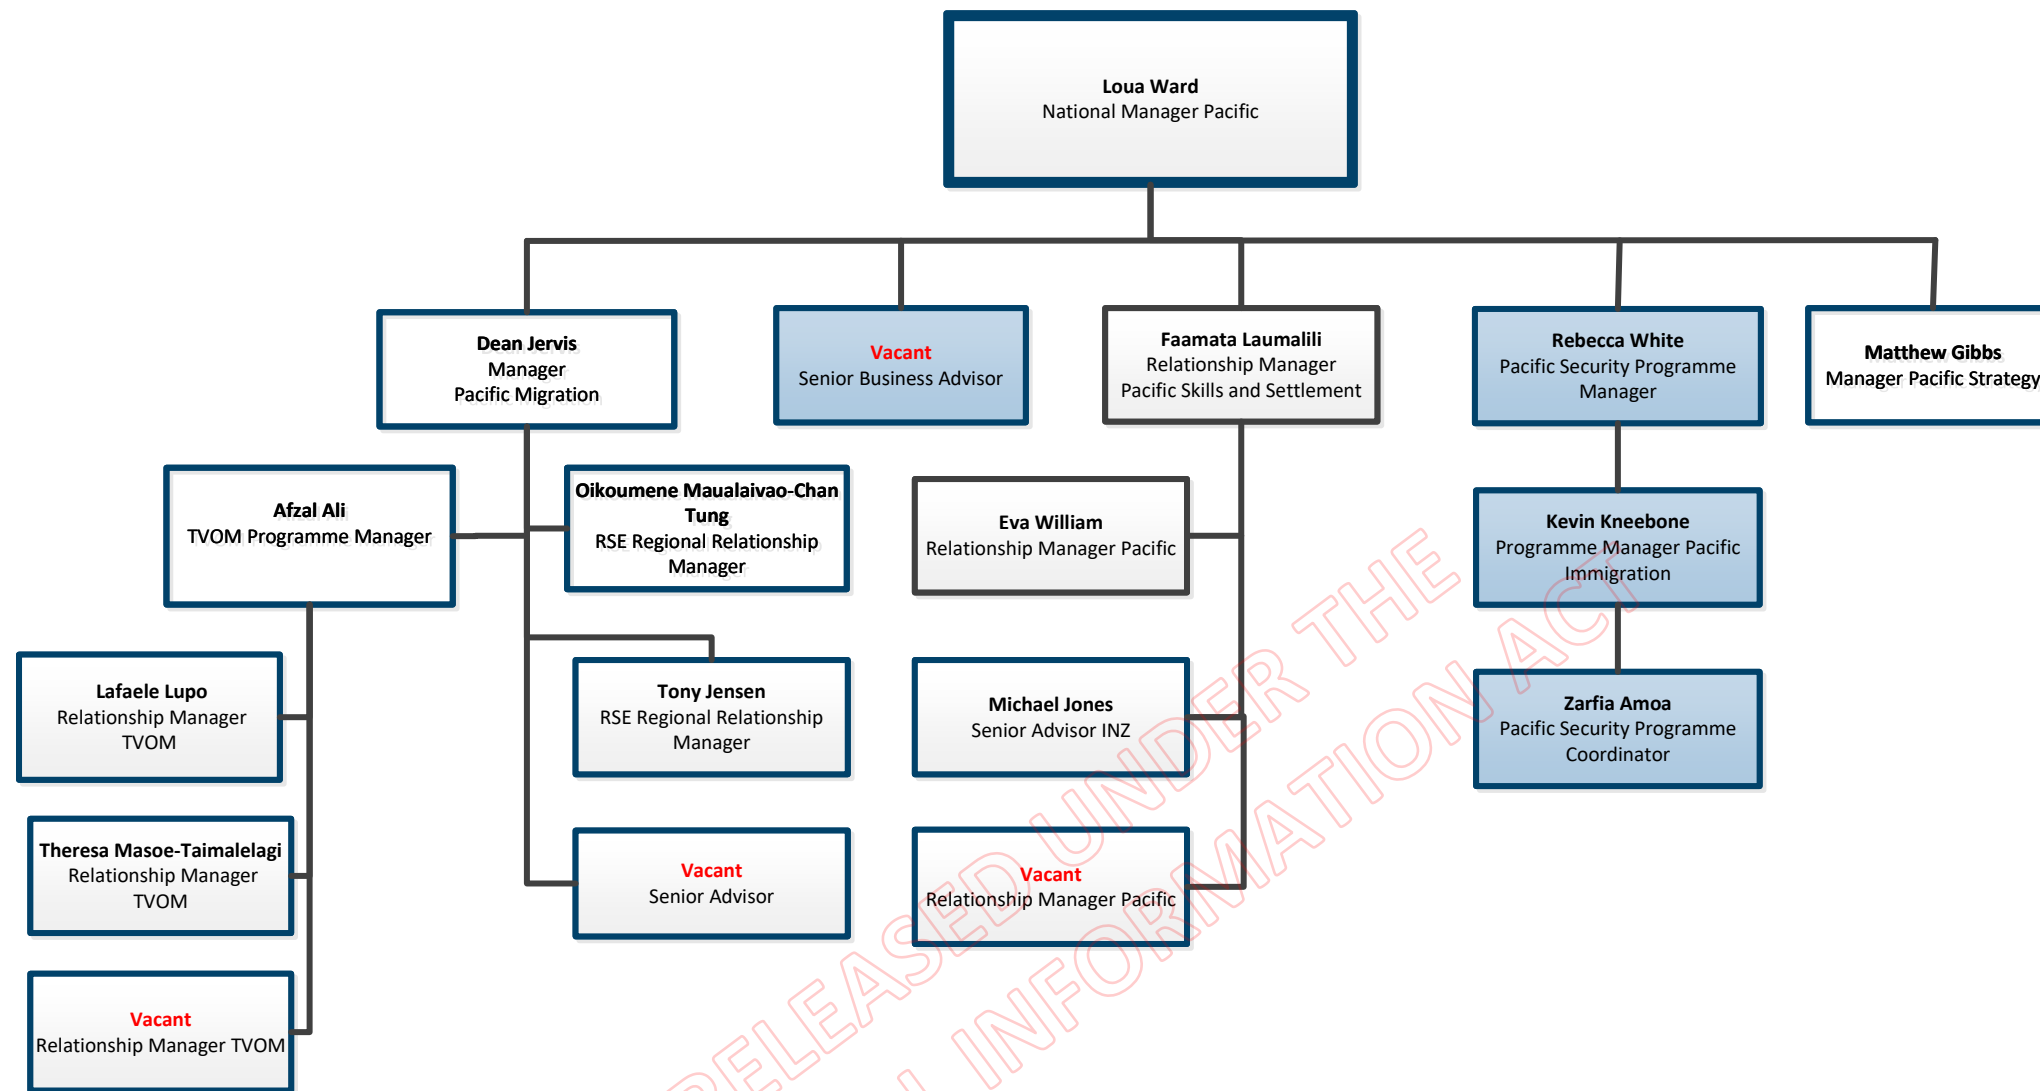 Loua Ward
National Manager Pacific
Dean Jervis
Manager
Pacific Migration
Vacant
Senior Business Advisor
Faamata Laumalili
Relationship Manager
Pacific Skills and Settlement
Rebecca White
Pacific Security Programme
Manager
Matthew Gibbs
Manager Pacific Strategy
Afzal Ali
TVOM Programme Manager
Oikoumene Maualaivao-Chan
Tung
RSE Regional Relationship
Manager
Eva William
Relationship Manager Pacific
Kevin Kneebone
Programme Manager Pacific
Immigration
Lafaele Lupo
Relationship Manager
TVOM
Tony Jensen
RSE Regional Relationship
Manager
Michael Jones
Senior Advisor INZ
Zarfia Amoa
Pacific Security Programme
Coordinator
Theresa Masoe-Taimalelagi
Relationship Manager
TVOM
Vacant
Senior Advisor
Vacant
Relationship Manager Pacific
Vacant
Relationship Manager TVOM
RELEASED UNDER THE
INFORMATION ACT